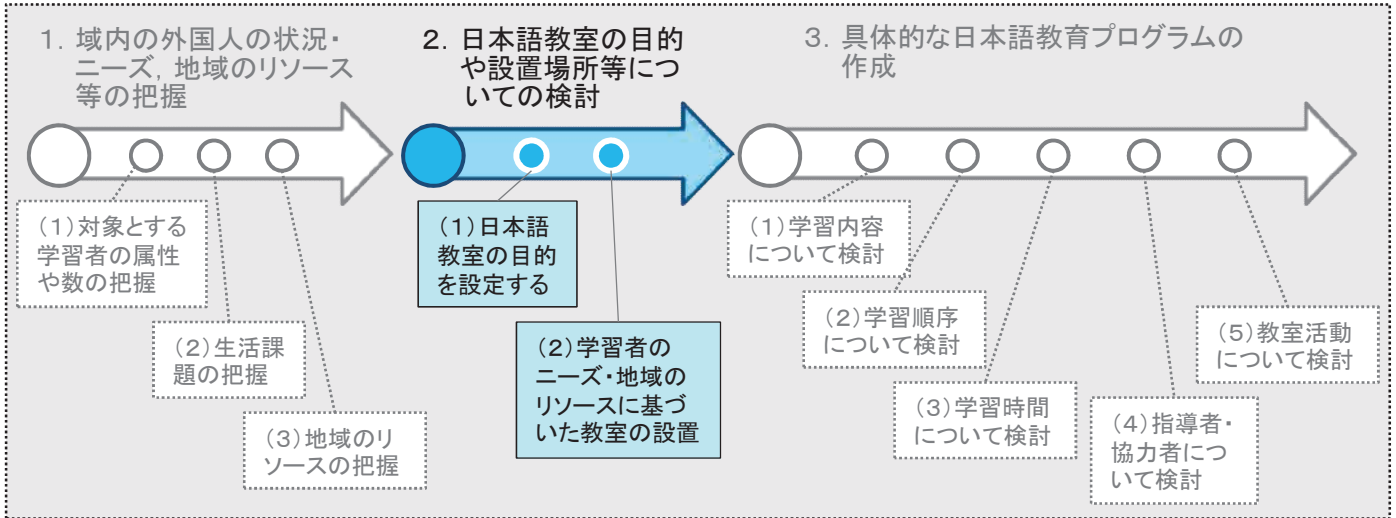 1．域内の外国人の状況・
ニーズ，地域のリソース
等の把握
(1)対象とする
学習者の属性
や数の把握
(2)生活課
題の把握
(3)地域のリ
ソースの把握
2．日本語教室の目的
や設置場所等につ
いての検討
(1)日本語
教室の目的
を設定する
(2)学習者の
ニーズ・地域の
リソースに基づ
いた教室の設置
3．具体的な日本語教育プログラムの
作成
(1)学習内容
について検討
(2)学習順序
について検討
(3)学習時間
について検討
(4)指導者・
協力者につ
いて検討
(5)教室活動
について検討